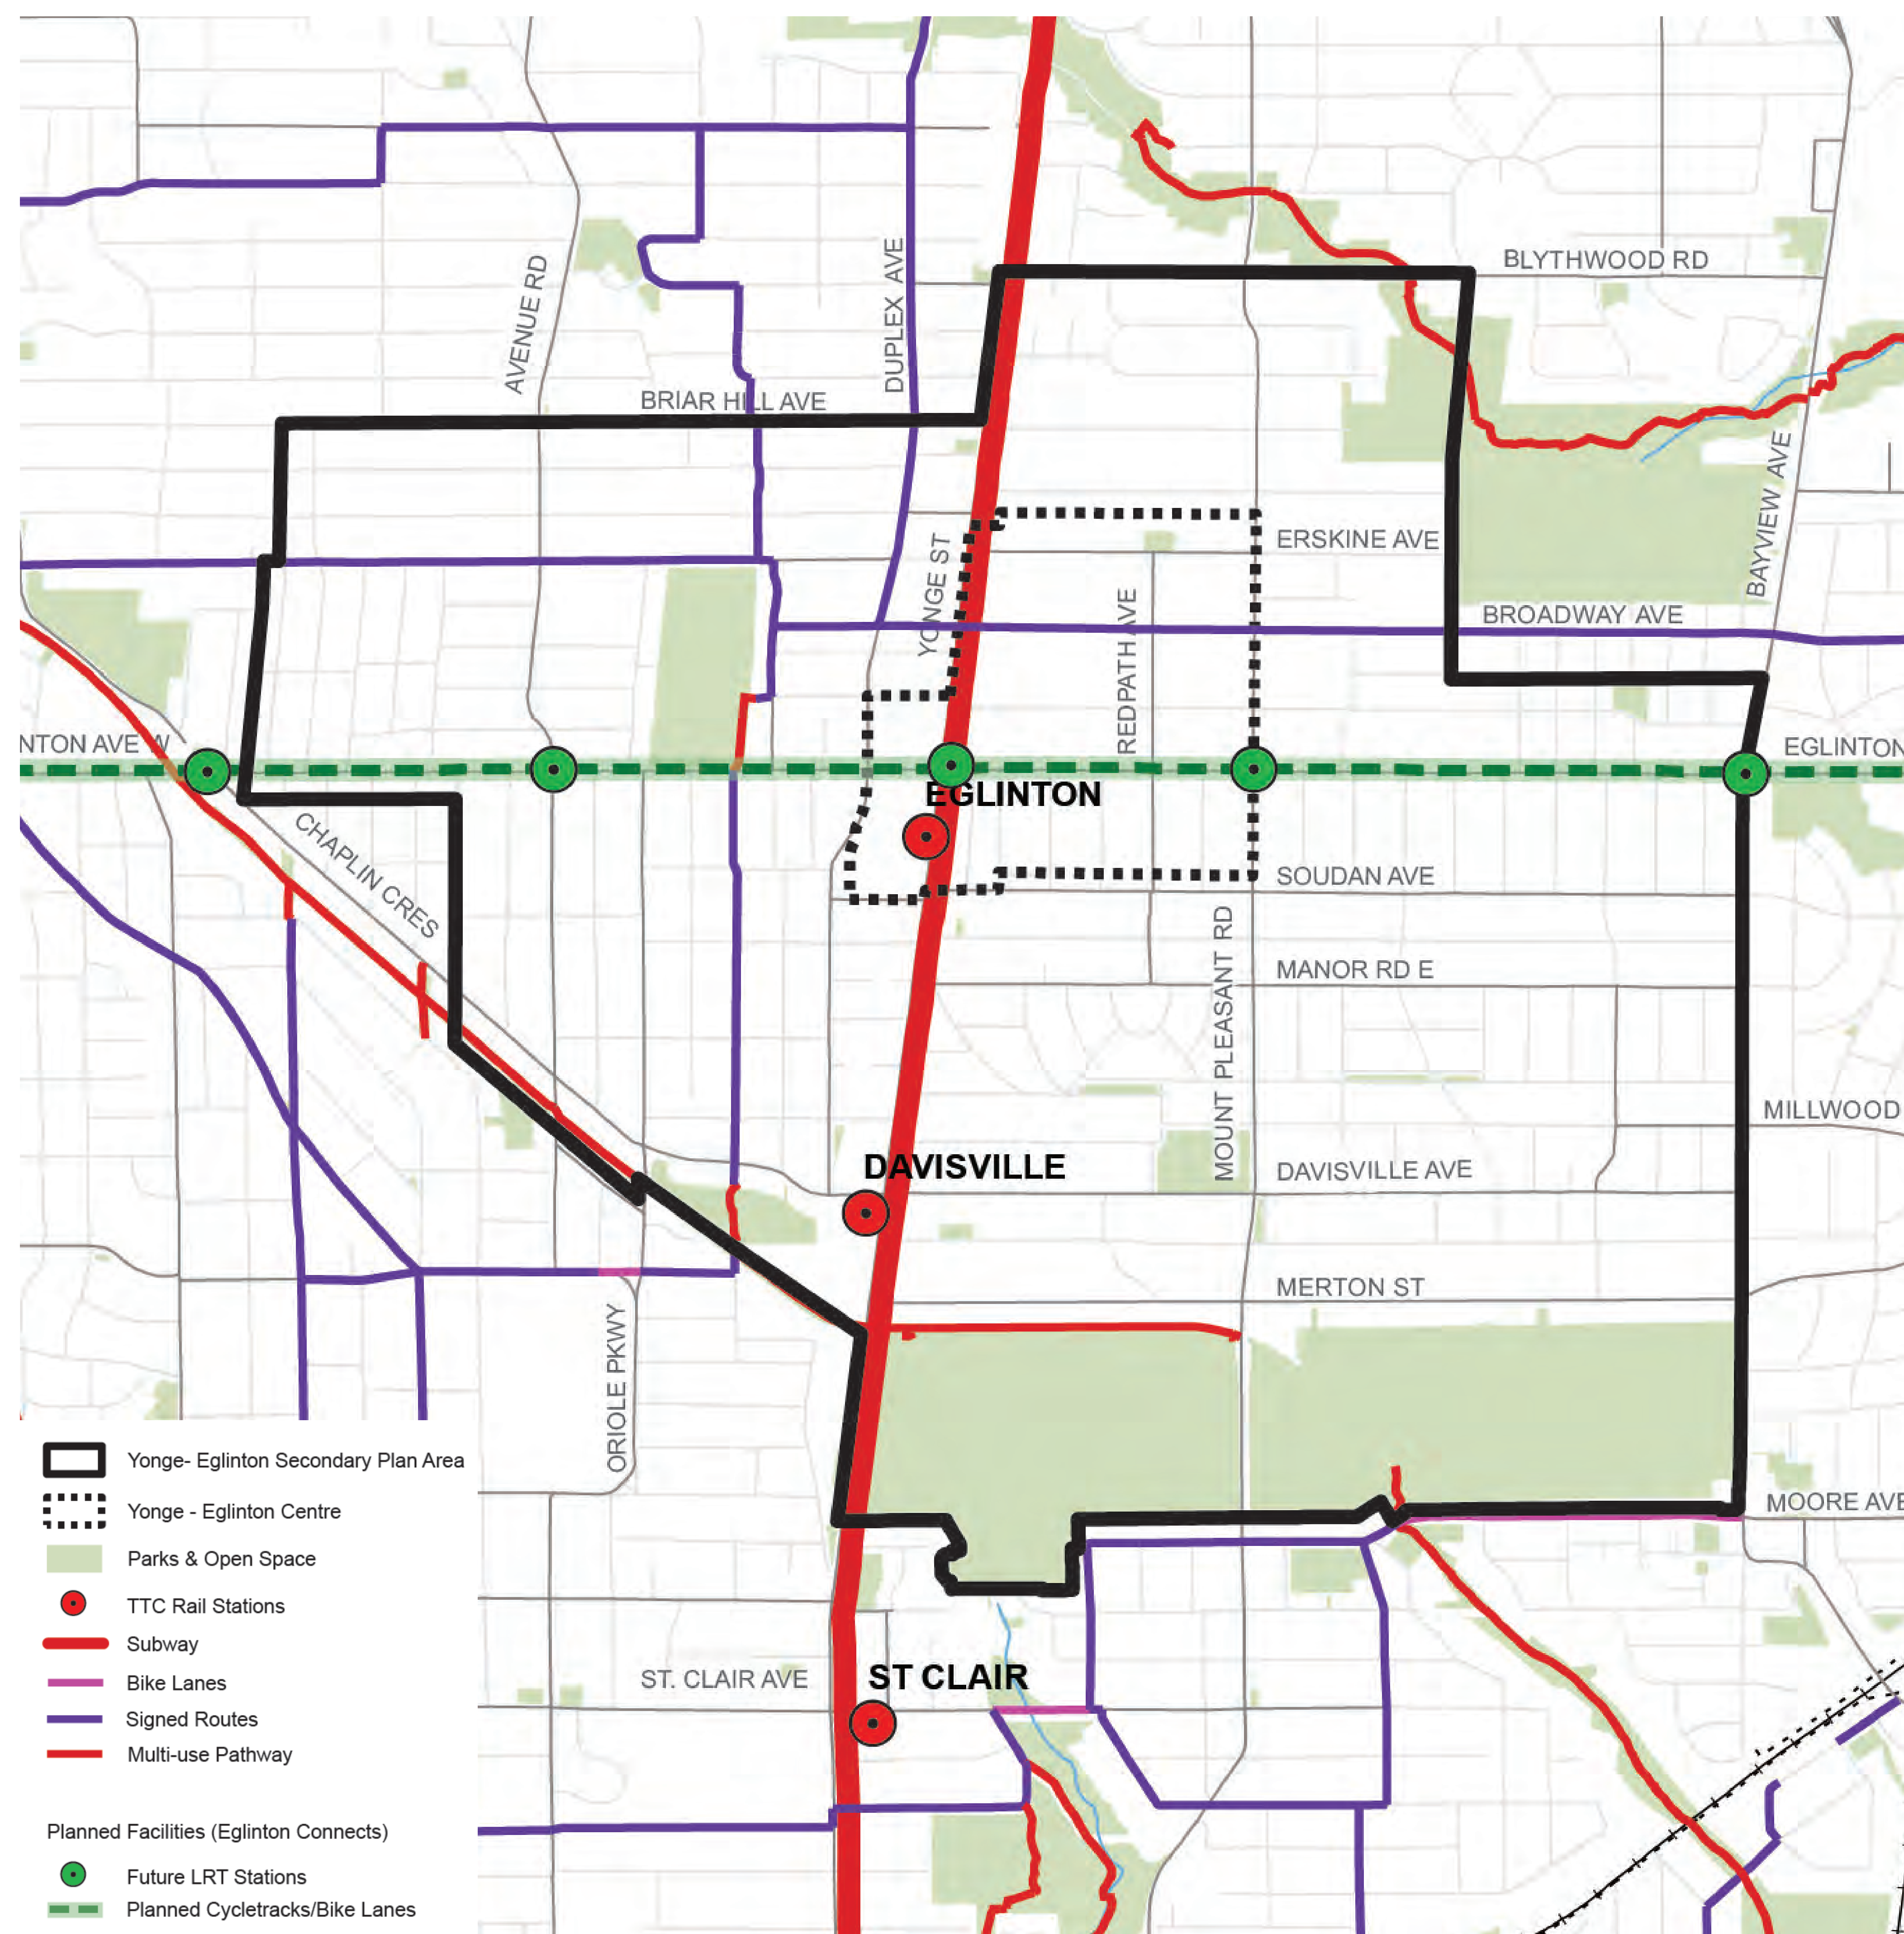 BLYTHWOOD RD
AVENUE RD
DUPLEX AVE
BRIAR HILL AVE
BAYVIEW AVE
ERSKINE AVE
YONGE ST
REDPATH AVE
BROADWAY AVE
NTON AVE W
EGLINTON
EGLINTON
CHAPLIN CRES
SOUDAN AVE
MOUNT PLEASANT RD
MANOR RD E
MILLWOOD
DAVISVILLE
DAVISVILLE AVE
MERTON ST
ORIOLE PKWY
MOORE AVE
ST. CLAIR AVE
ST CLAIR
Yonge- Eglinton Secondary Plan Area
Yonge - Eglinton Centre
Parks & Open Space
TTC Rail Stations
Subway
Bike Lanes
Signed Routes
Multi-use Pathway
Planned Facilities (Eglinton Connects)
Future LRT Stations
Planned Cycletracks/Bike Lanes